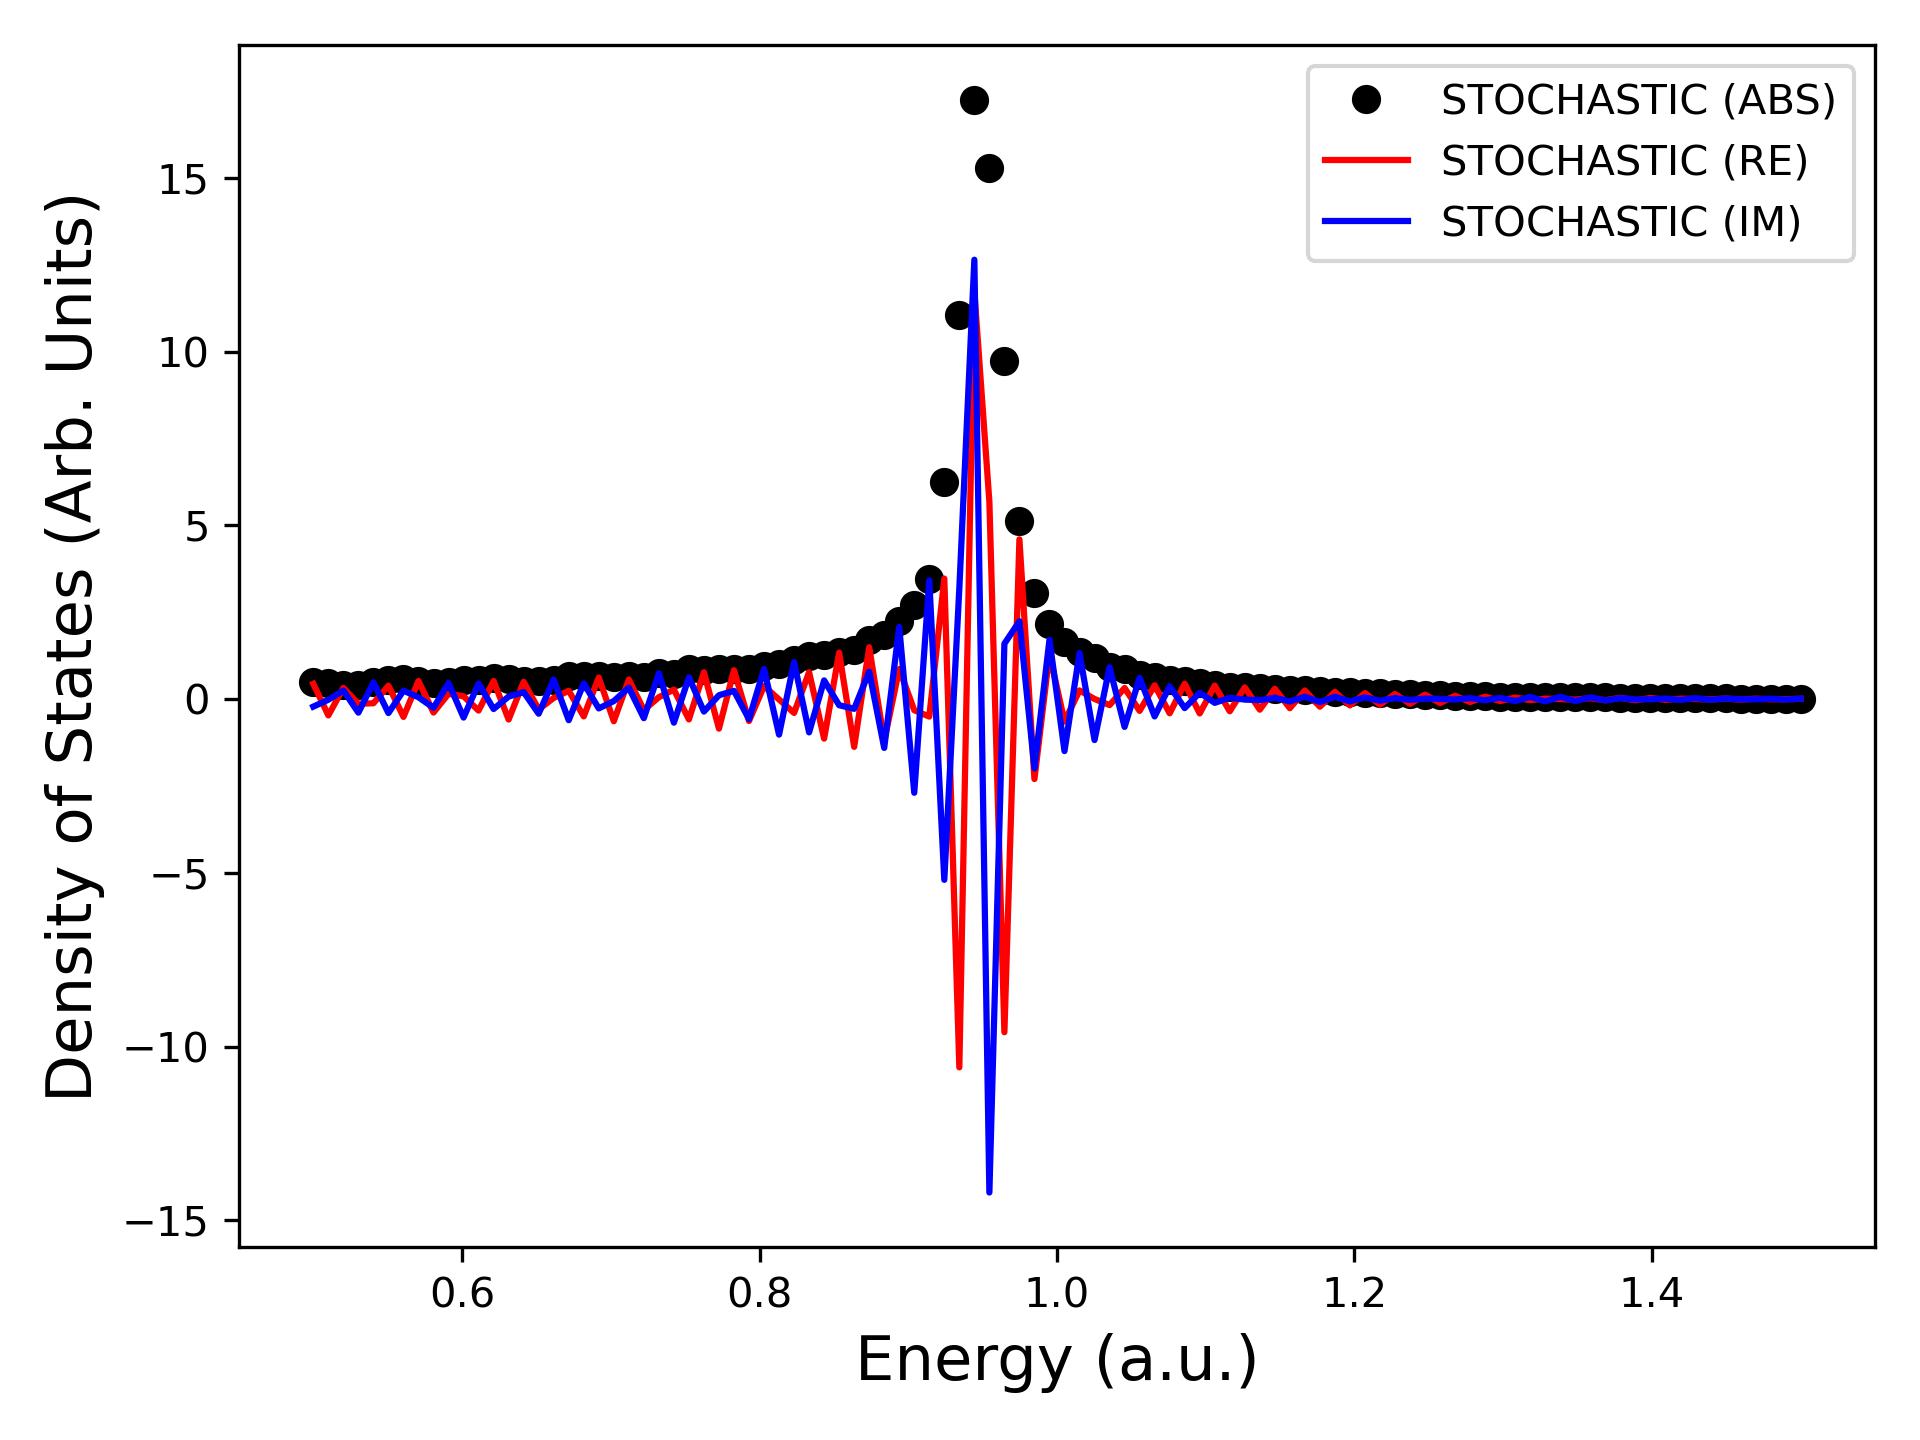 STOCHASTIC (ABS)
STOCHASTIC (RE)
STOCHASTIC (IM)
Density of States (Arb. Units)
15
10
5
0
−5
−10
−15
0.6 0.8 1.0 1.2 1.4
Energy (a.u.)